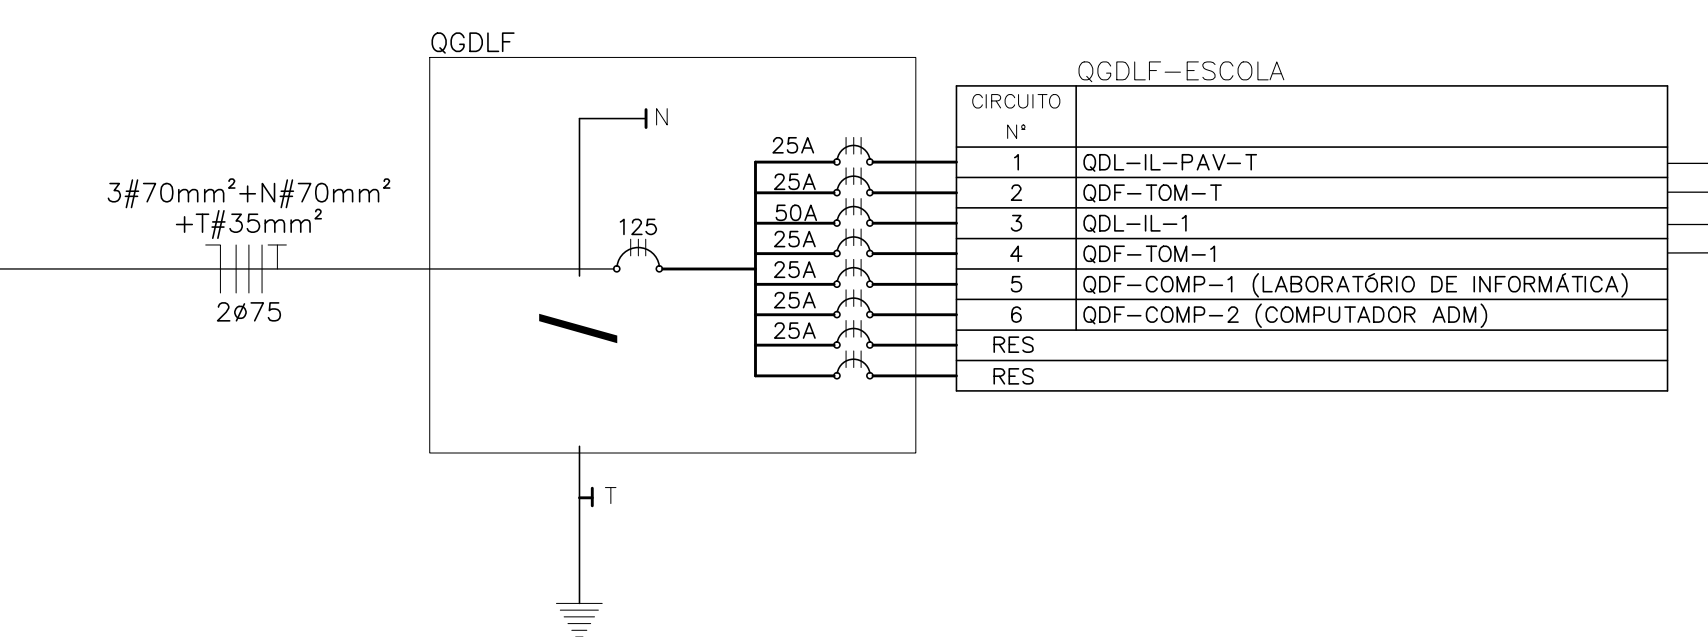 QGDLF
QGDLF-ESCOLA
CIRCUITO
Nª
N
25A
1 QDL-IL-PAV-T
25A
2 QDF-TOM-T
3#70mm²+N#70mm²
+T#35mm²
50A
3 QDL-IL-1
125
25A
4 QDF-TOM-1
25A
5 QDF-COMP-1 (LABORATÓRIO DE INFORMÁTICA)
2ø75
25A
6 QDF-COMP-2 (COMPUTADOR ADM)
25A
RES
RES
T